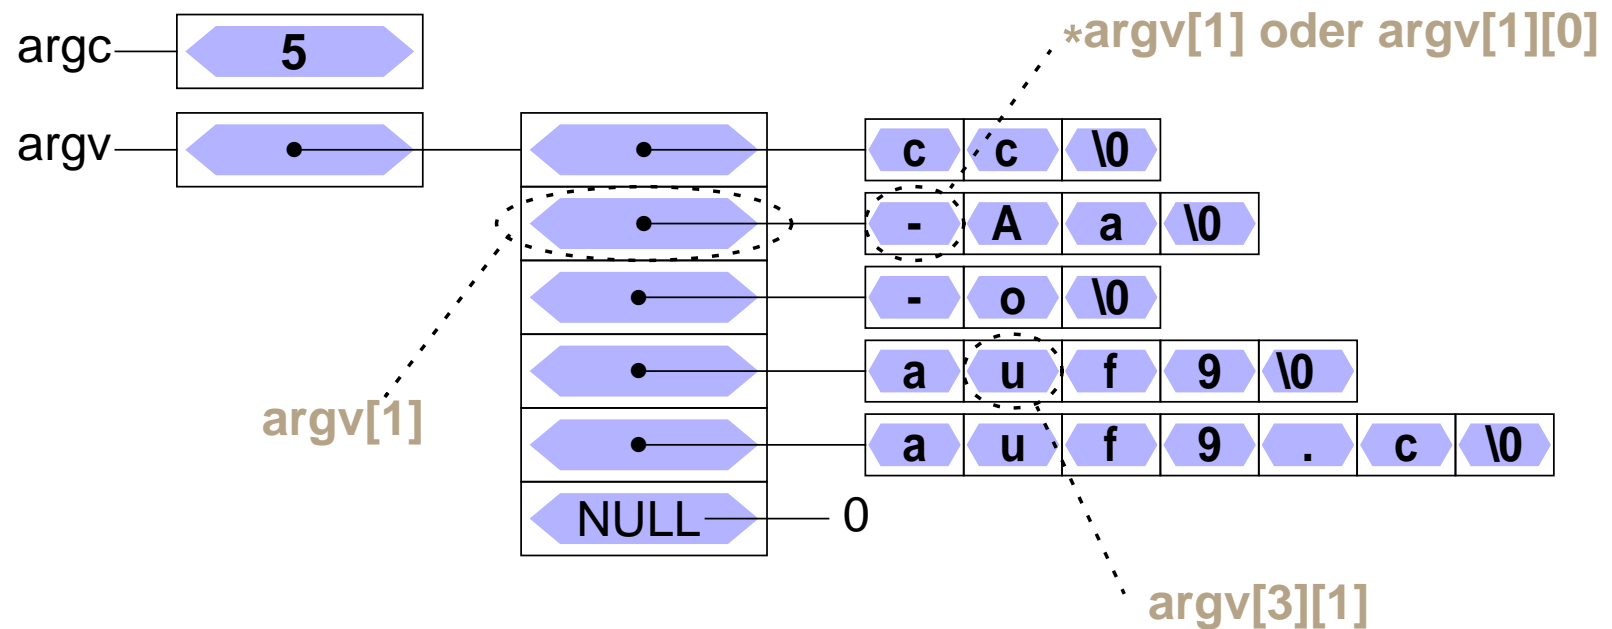 *argv[1] oder argv[1][0]
argc 5
argv c c \0
- A a \0
- o \0
a u f 9 \0
argv[1]
a u f 9 . c \0
NULL 0
argv[3][1]